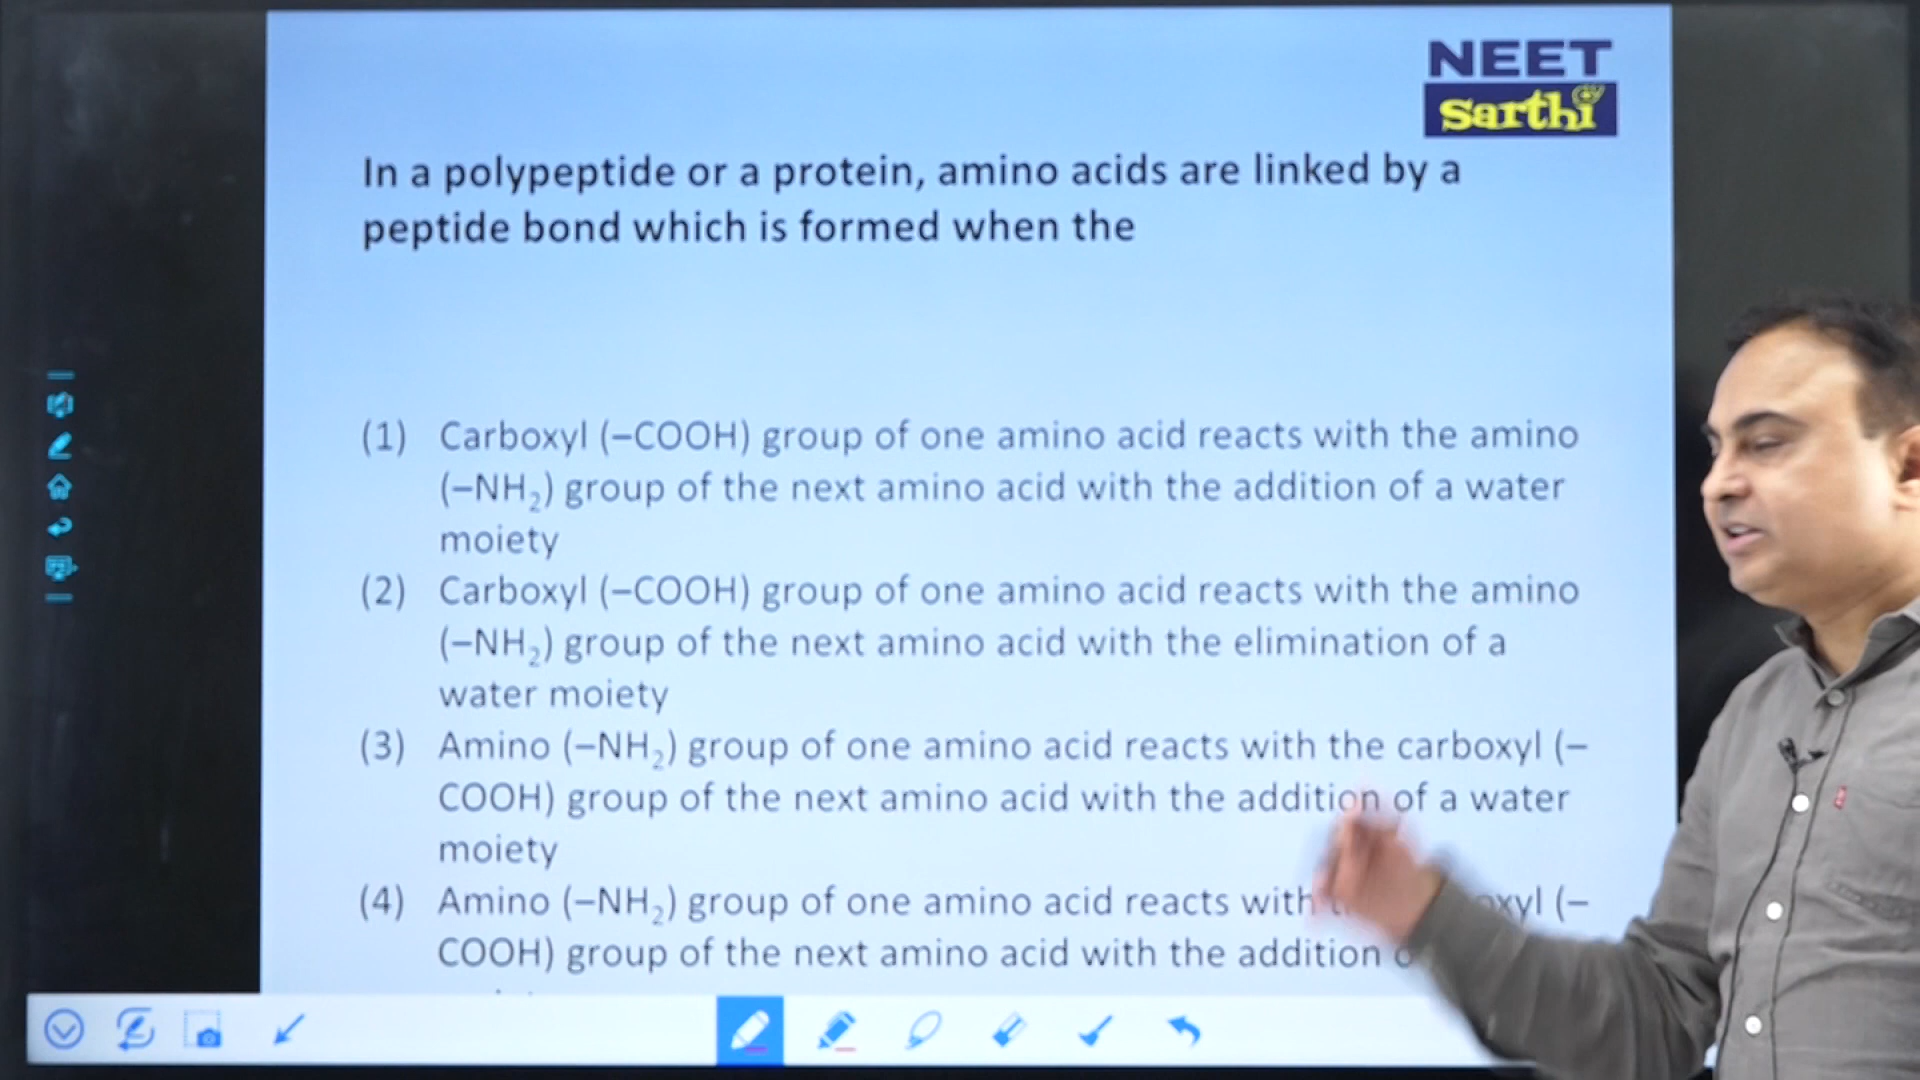 NEET
sarthi
In a polypeptide or a protein, amino acids are linked by a
peptide bond which is formed when the
(1) Carboxyl (–COOH) group of one amino acid reacts with the amino
(–NH₂) group of the next amino acid with the addition of a water
moiety
(2) Carboxyl (–COOH) group of one amino acid reacts with the amino
(–NH₂) group of the next amino acid with the elimination of a
water moiety
(3) Amino (–NH₂) group of one amino acid reacts with the carboxyl (–
COOH) group of the next amino acid with the addition of a water
moiety
(4) Amino (–NH₂) group of one amino acid reacts with (–
COOH) group of the next amino acid with the addition